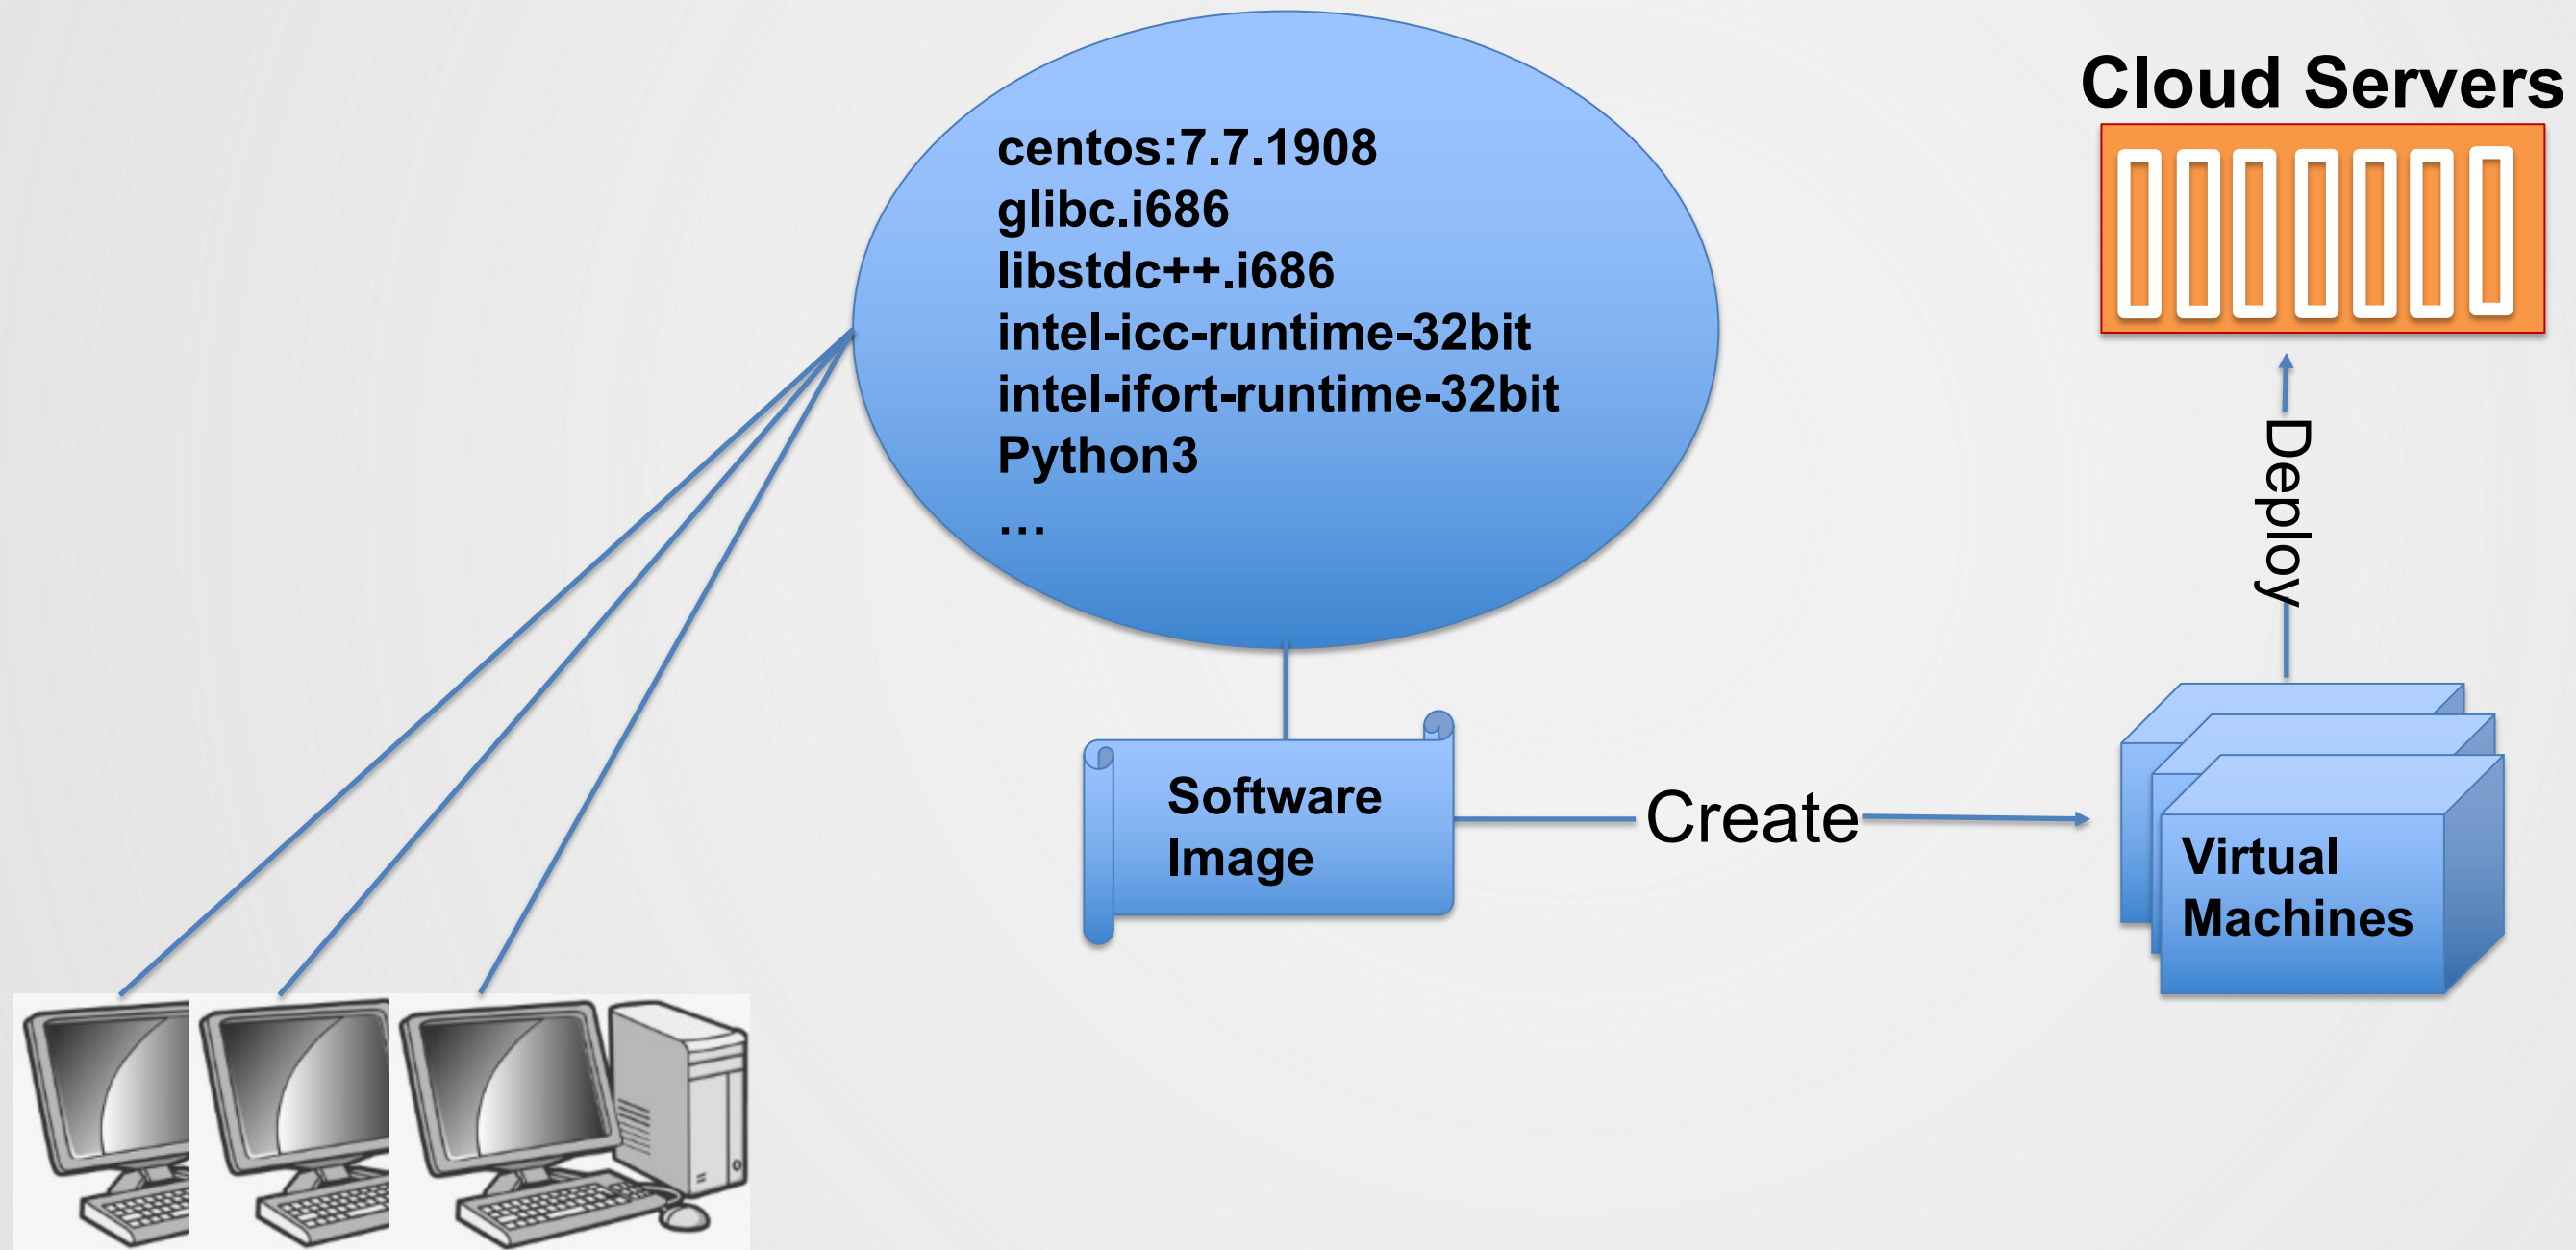 Cloud Servers
centos:7.7.1908
glibc.i686
libstdc++.i686
intel-icc-runtime-32bit
intel-ifort-runtime-32bit
Python3
…
Deploy
Software
Image
Create
Virtual
Machines